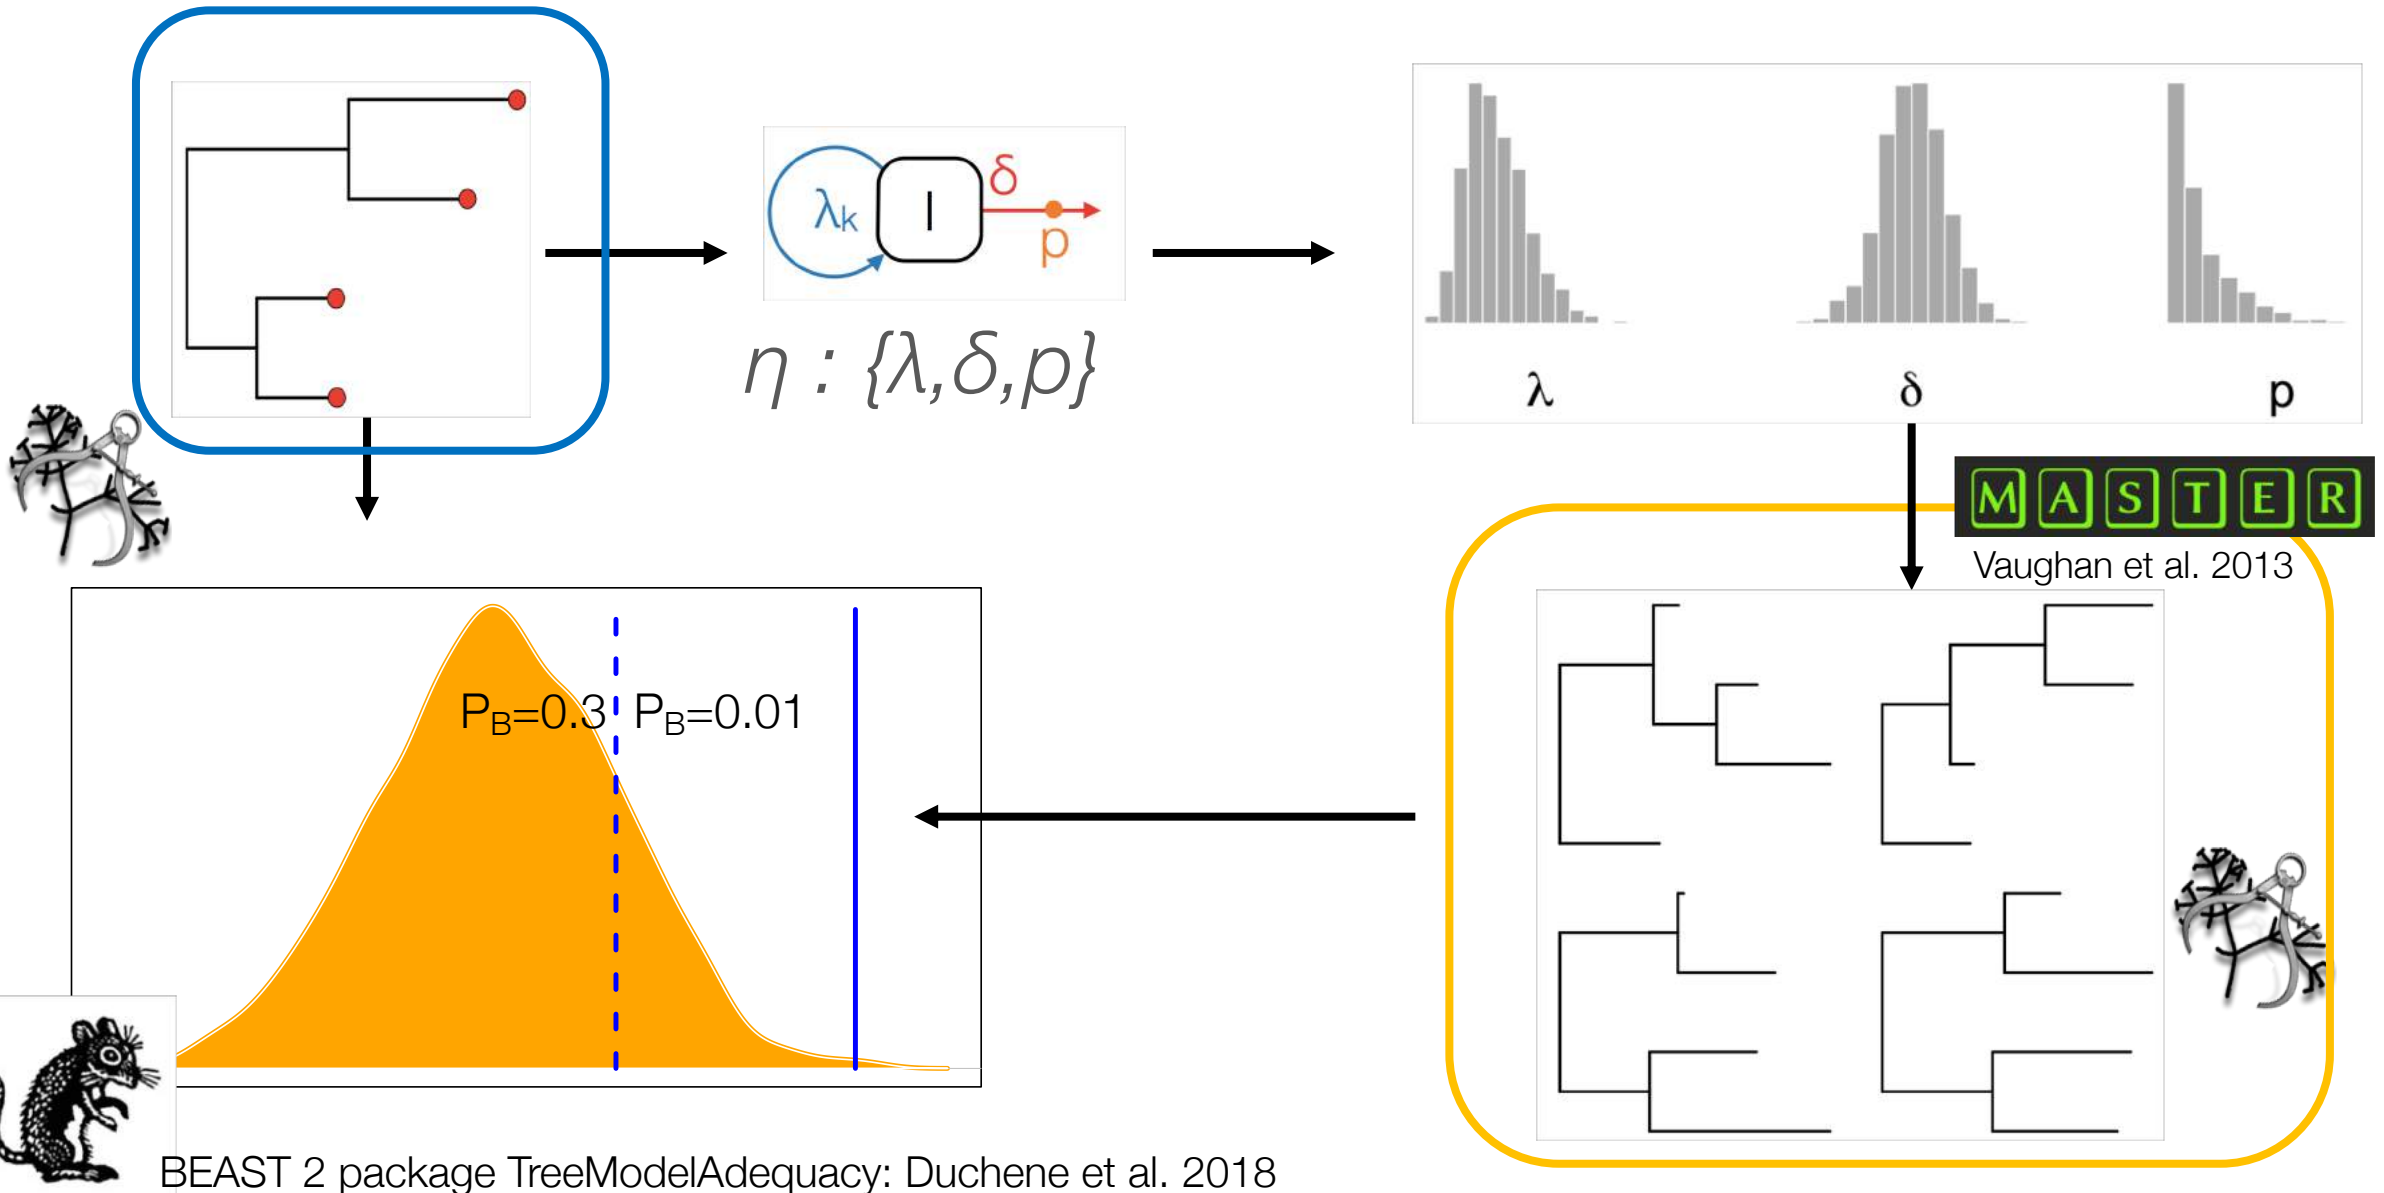 λk
I
δ
p
η : {λ,δ,p}
λ
δ
p
MASTER
Vaughan et al. 2013
PB=0.3
PB=0.01
BEAST 2 package TreeModelAdequacy: Duchene et al. 2018